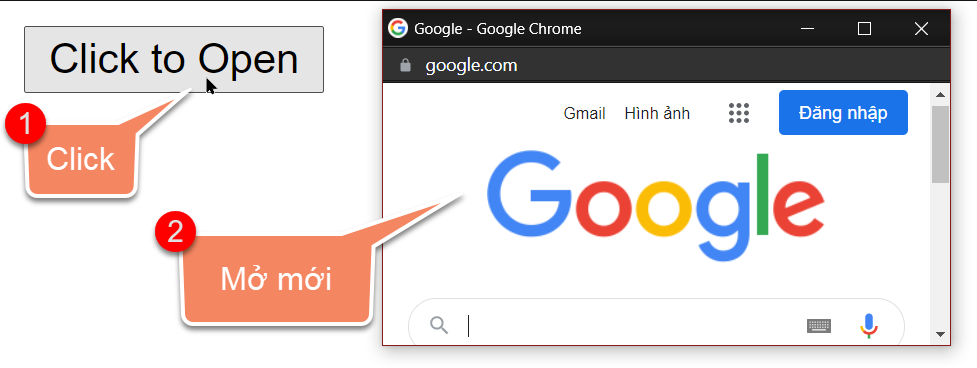 Click to Open
1
Click
2
Mở mới
Google - Google Chrome
google.com
Gmail Hình ảnh Đăng nhập
Google